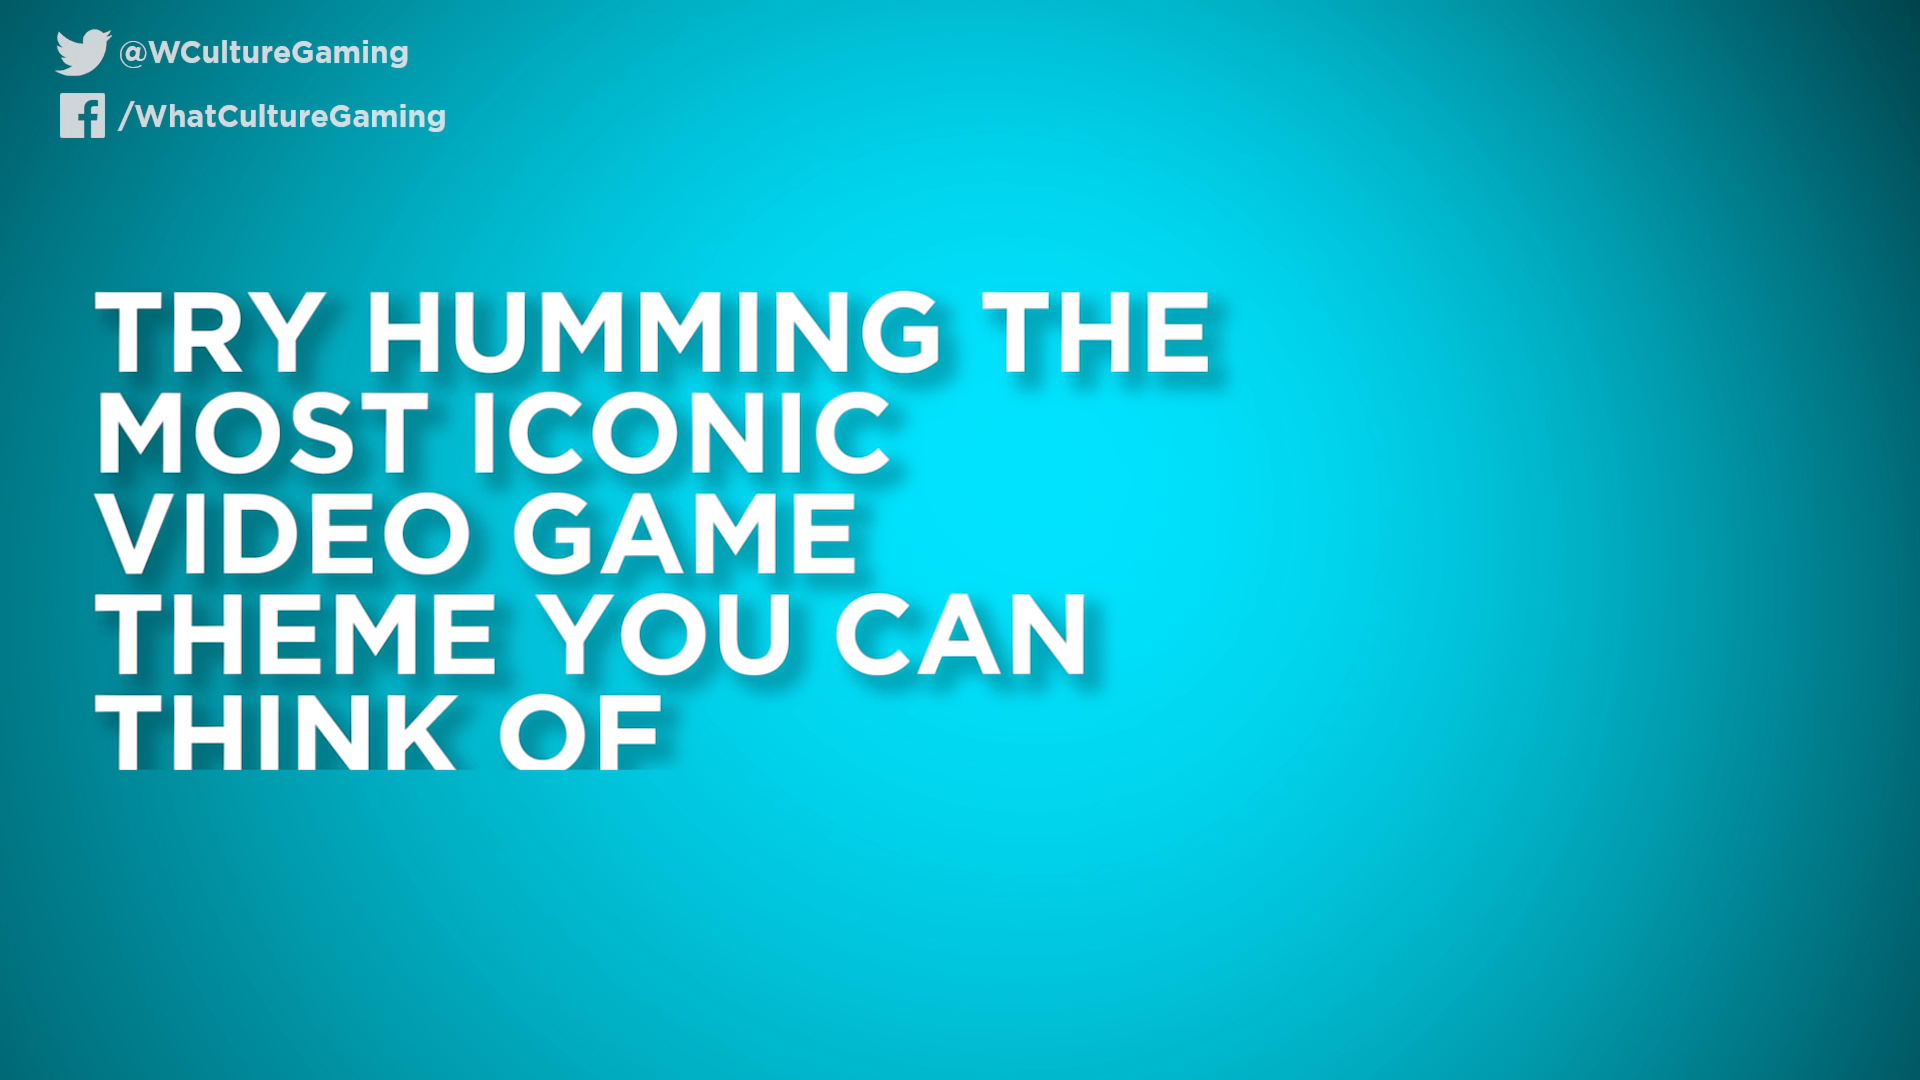 @WCultureGaming
/WhatCultureGaming
TRY HUMMING THE
MOST ICONIC
VIDEO GAME
THEME YOU CAN
THINK OF